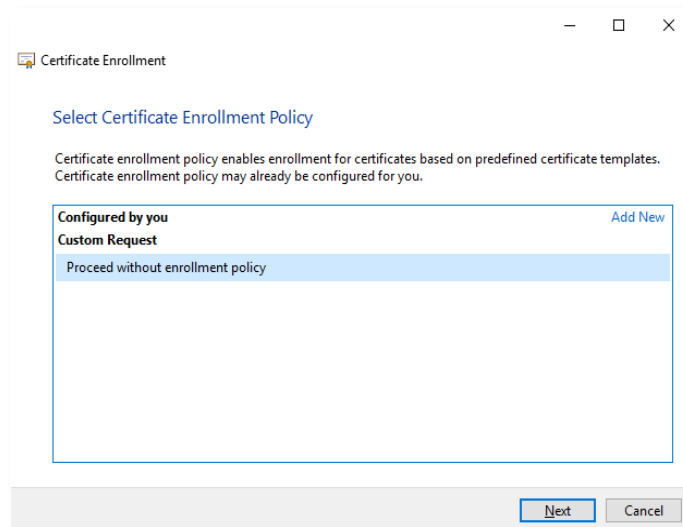 Certificate Enrollment
Select Certificate Enrollment Policy
Certificate enrollment policy enables enrollment for certificates based on predefined certificate templates.
Certificate enrollment policy may already be configured for you.
Configured by you Add New
Custom Request
Proceed without enrollment policy
Next Cancel